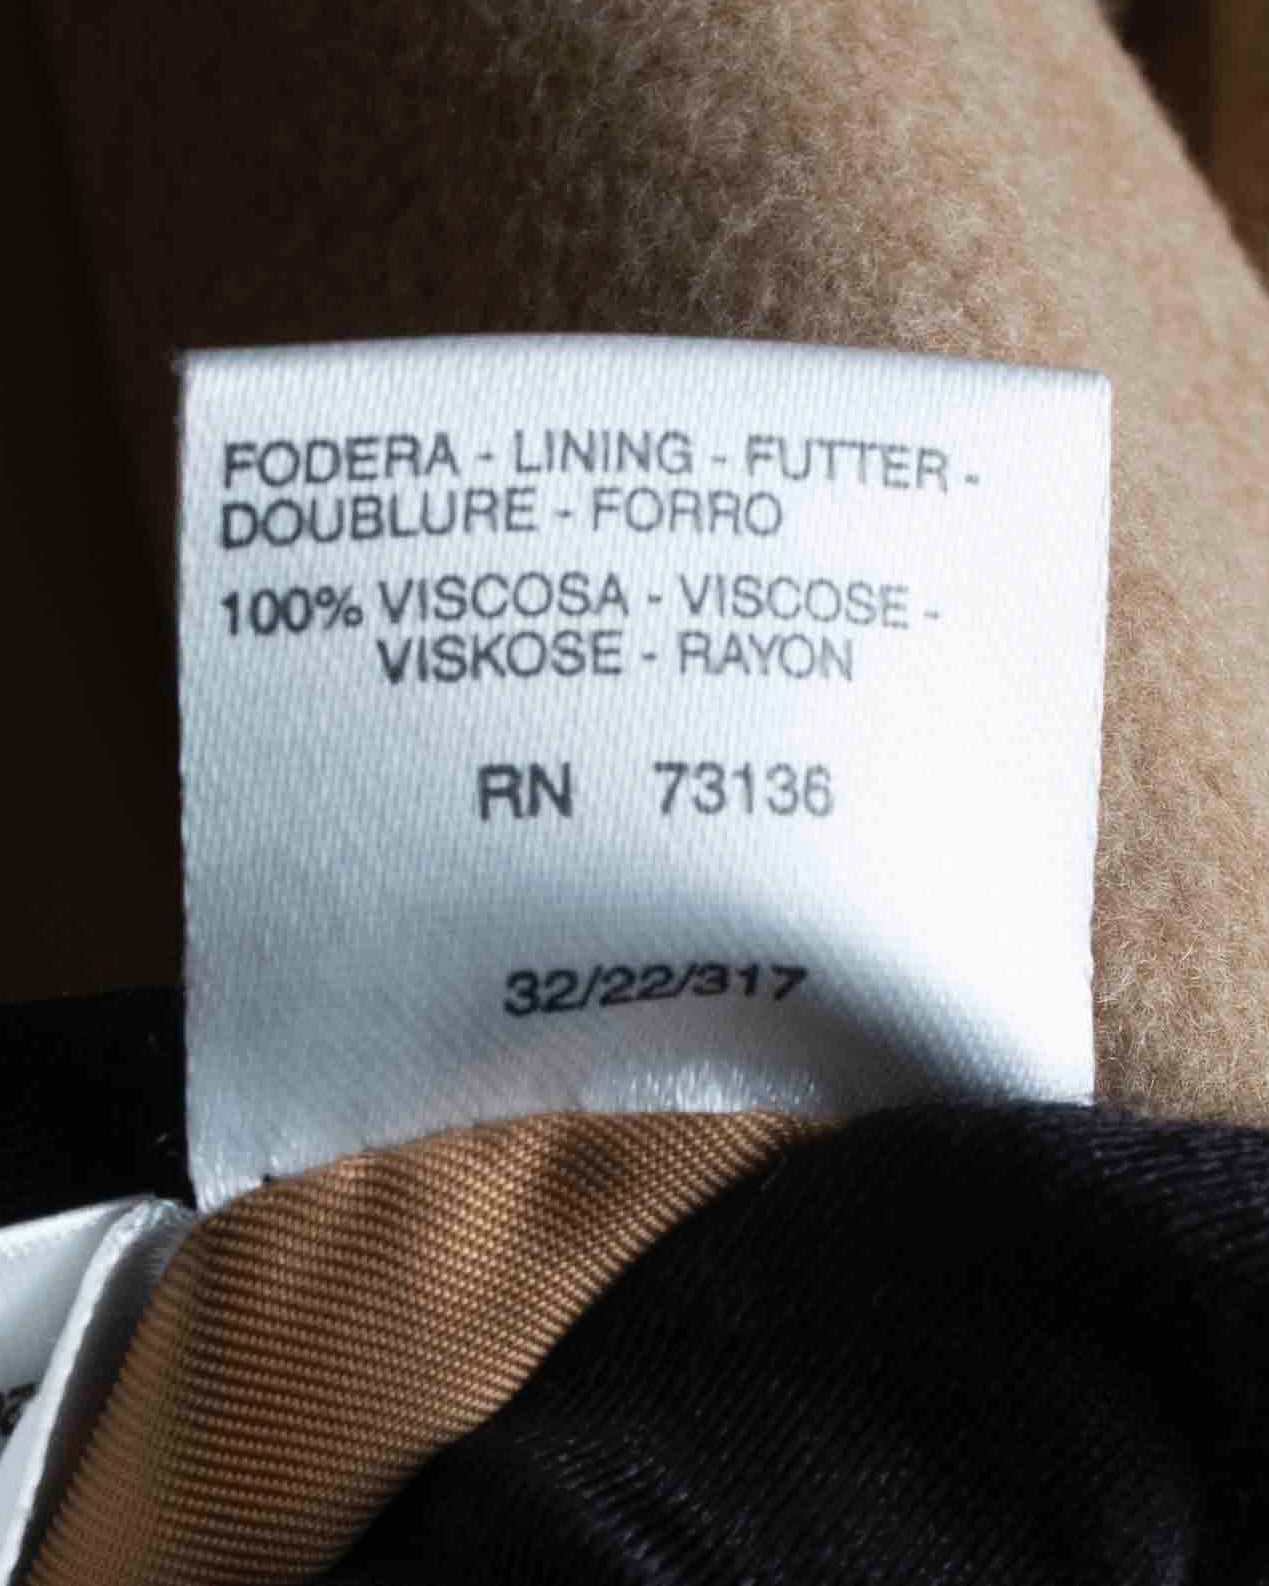 FODERA - LINING - FUTTER -
DOUBLURE - FORRO
100% VISCOSA - VISCOSE -
VISKOSE - RAYON
RN 73136
32/22/317